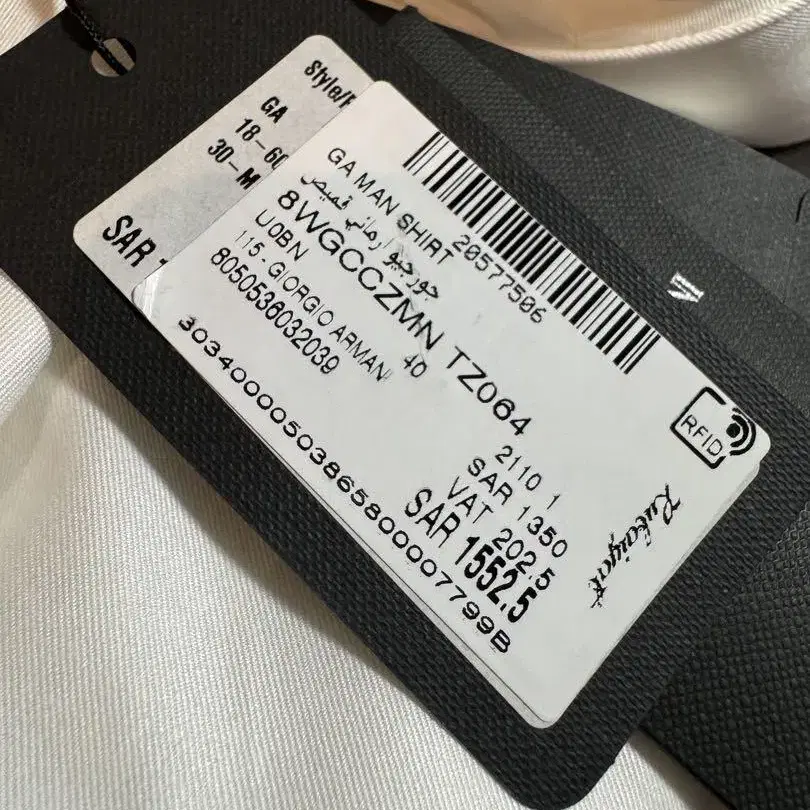 Style/
GA
18-60
30-M
SAR
20577506
GA MAN SHIRT
جورجيو ارماني قميص
8WGCCZMN TZ064
U0BN 40
115 - GIORGIO ARMANI
8050536032039
2110 1
SAR 1350
VAT 202.5
SAR 1552.5
30340000503865800007799B
RFID
Rubaiyat